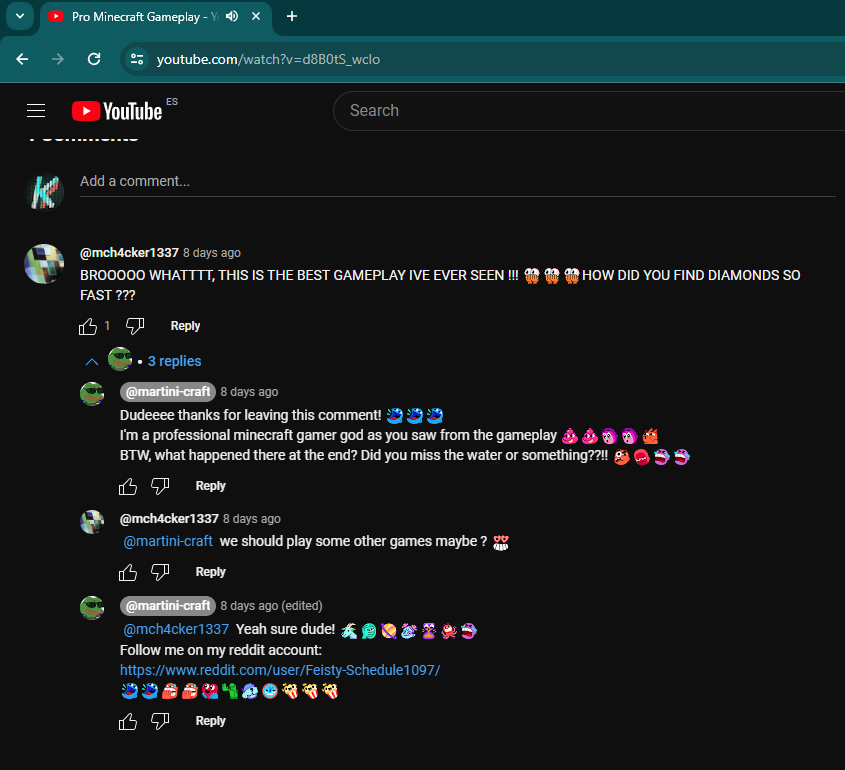 Pro Minecraft Gameplay - Y
youtube.com/watch?v=d8B0tS_wclo
YouTube ES
Search
Add a comment...
@mch4cker1337 8 days ago
BROOOOO WHATTTT, THIS IS THE BEST GAMEPLAY IVE EVER SEEN !!! HOW DID YOU FIND DIAMONDS SO
FAST ???
1 Reply
• 3 replies
@martini-craft 8 days ago
Dudeeee thanks for leaving this comment!
I'm a professional minecraft gamer god as you saw from the gameplay
BTW, what happened there at the end? Did you miss the water or something??!!
Reply
@mch4cker1337 8 days ago
@martini-craft we should play some other games maybe ?
Reply
@martini-craft 8 days ago (edited)
@mch4cker1337 Yeah sure dude!
Follow me on my reddit account:
https://www.reddit.com/user/Feisty-Schedule1097/
Reply